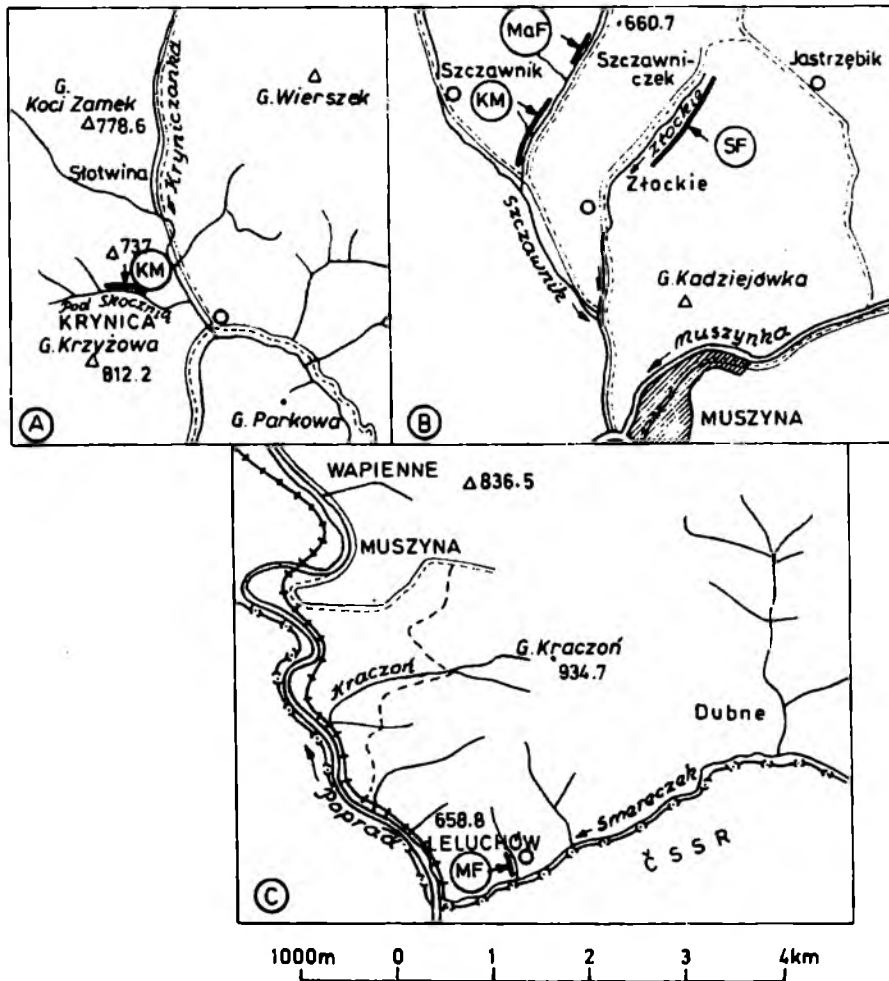 G.
Koci Zamek
778.6
Słotwina
Kryniczanka
G. Wierszek
737
KM
Pod Skocznią
KRYNICA
G. Krzyżowa
812.2
G. Parkowa
A
MaF
660.7
Szczawnik
Szczawni-
czek
Jastrzębik
KM
Złockie
SF
Złockie
Szczawnik
G. Kadziejówka
Muszynka
MUSZYNA
B
WAPIENNE
836.5
MUSZYNA
G. Kraczoń
934.7
Kraczoń
Dubne
Poprad
658.8
LELUCHÓW
MF
Smereczek
ČSSR
C
1000m 0 1 2 3 4km